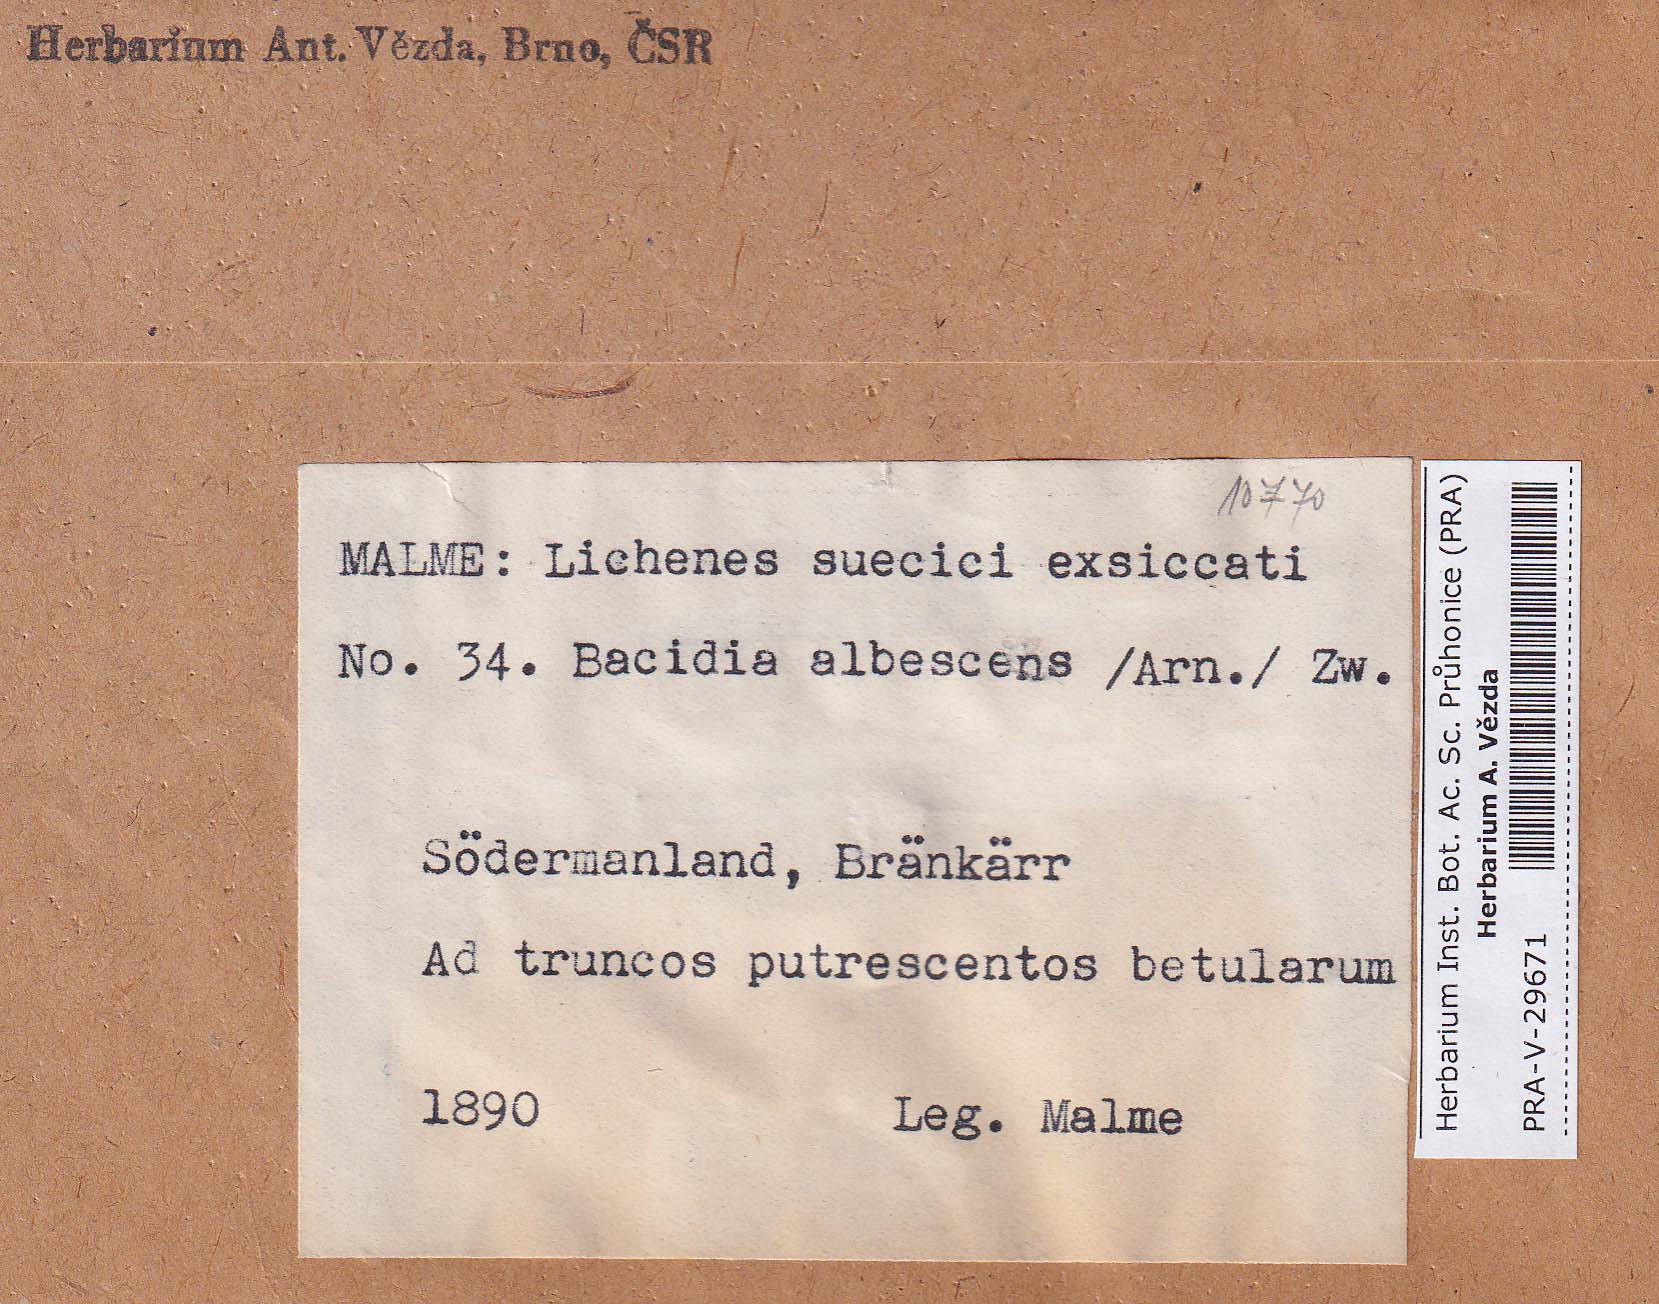 Herbarium Ant. Vězda, Brno, ČSR
10770
MALME: Lichenes suecici exsiccati
No. 34. Bacidia albescens /Arn./ Zw.
Södermanland, Bränkärr
Ad truncos putrescentos betularum
1890 Leg. Malme
Herbarium Inst. Bot. Ac. Sc. Průhonice (PRA)
Herbarium A. Vězda
PRA-V-29671